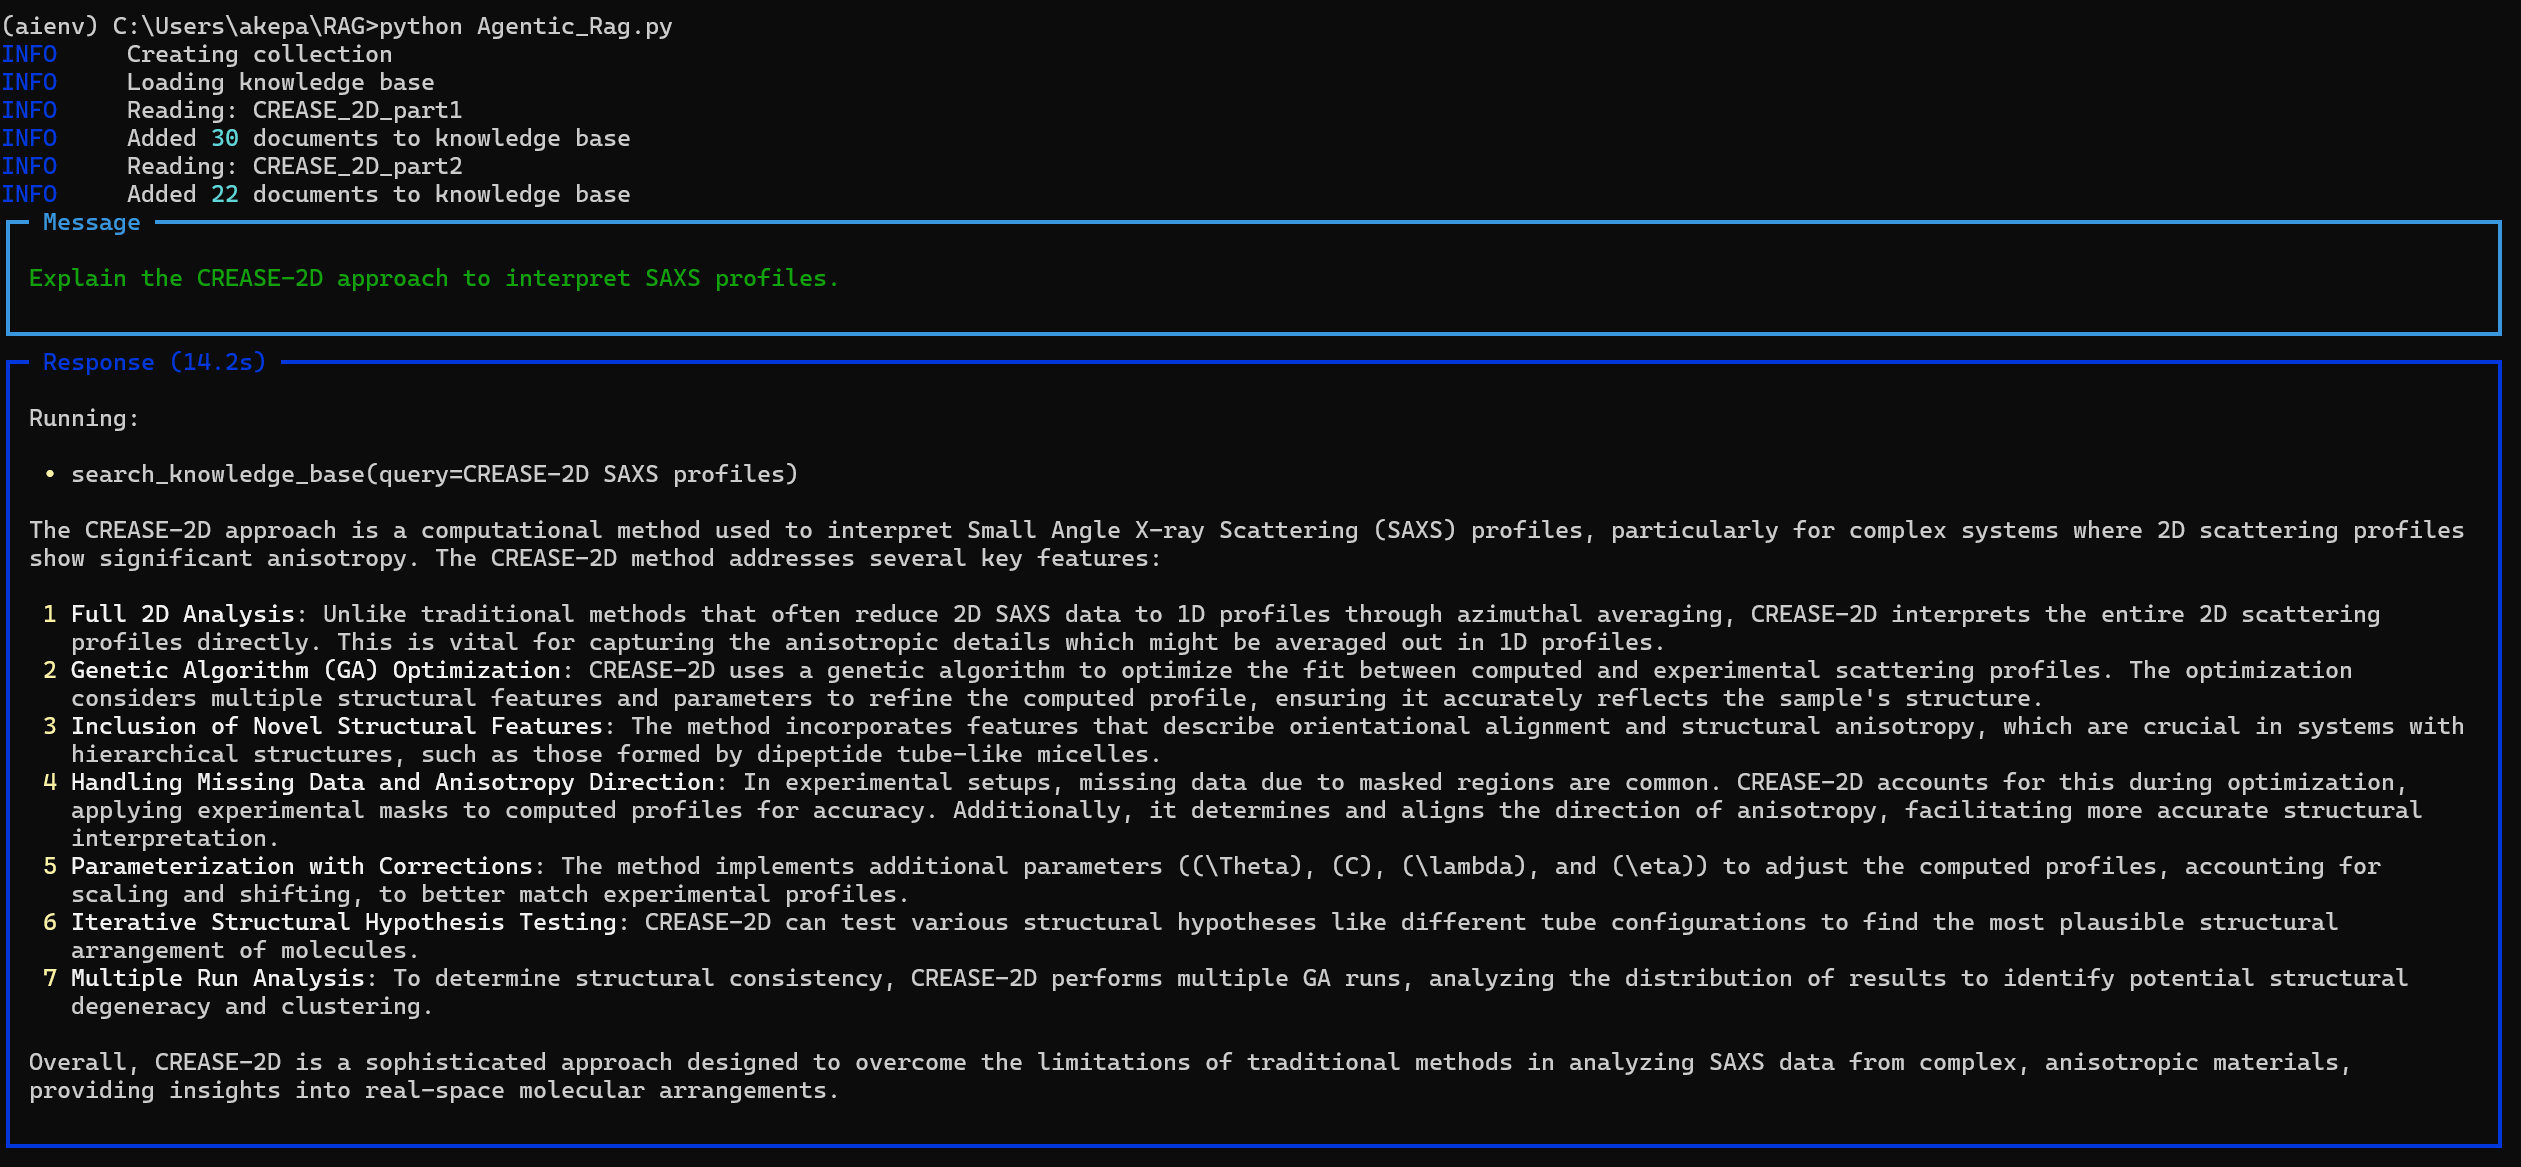 (aienv) C:\Users\akepa\RAG>python Agentic_Rag.py
INFO     Creating collection
INFO     Loading knowledge base
INFO     Reading: CREASE_2D_part1
INFO     Added 30 documents to knowledge base
INFO     Reading: CREASE_2D_part2
INFO     Added 22 documents to knowledge base
Message
Explain the CREASE-2D approach to interpret SAXS profiles.
Response (14.2s)
Running:
• search_knowledge_base(query=CREASE-2D SAXS profiles)
The CREASE-2D approach is a computational method used to interpret Small Angle X-ray Scattering (SAXS) profiles, particularly for complex systems where 2D scattering profiles
show significant anisotropy. The CREASE-2D method addresses several key features:
1 Full 2D Analysis: Unlike traditional methods that often reduce 2D SAXS data to 1D profiles through azimuthal averaging, CREASE-2D interprets the entire 2D scattering
profiles directly. This is vital for capturing the anisotropic details which might be averaged out in 1D profiles.
2 Genetic Algorithm (GA) Optimization: CREASE-2D uses a genetic algorithm to optimize the fit between computed and experimental scattering profiles. The optimization
considers multiple structural features and parameters to refine the computed profile, ensuring it accurately reflects the sample's structure.
3 Inclusion of Novel Structural Features: The method incorporates features that describe orientational alignment and structural anisotropy, which are crucial in systems with
hierarchical structures, such as those formed by dipeptide tube-like micelles.
4 Handling Missing Data and Anisotropy Direction: In experimental setups, missing data due to masked regions are common. CREASE-2D accounts for this during optimization,
applying experimental masks to computed profiles for accuracy. Additionally, it determines and aligns the direction of anisotropy, facilitating more accurate structural
interpretation.
5 Parameterization with Corrections: The method implements additional parameters ((\Theta), (C), (\lambda), and (\eta)) to adjust the computed profiles, accounting for
scaling and shifting, to better match experimental profiles.
6 Iterative Structural Hypothesis Testing: CREASE-2D can test various structural hypotheses like different tube configurations to find the most plausible structural
arrangement of molecules.
7 Multiple Run Analysis: To determine structural consistency, CREASE-2D performs multiple GA runs, analyzing the distribution of results to identify potential structural
degeneracy and clustering.
Overall, CREASE-2D is a sophisticated approach designed to overcome the limitations of traditional methods in analyzing SAXS data from complex, anisotropic materials,
providing insights into real-space molecular arrangements.